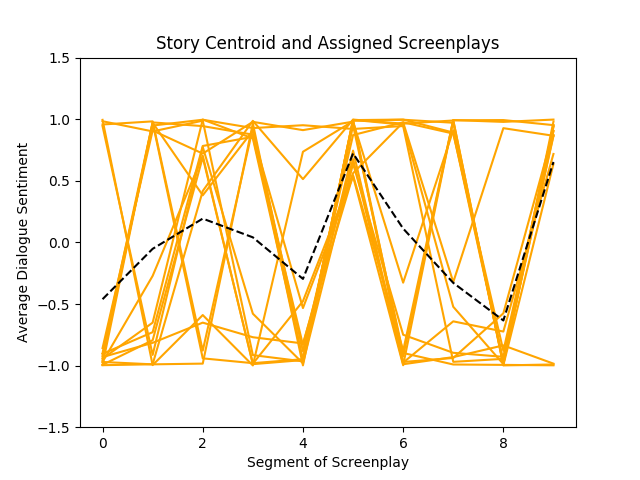 Story Centroid and Assigned Screenplays
1.5
1.0
0.5
0.0
−0.5
−1.0
−1.5
Average Dialogue Sentiment
0 2 4 6 8
Segment of Screenplay